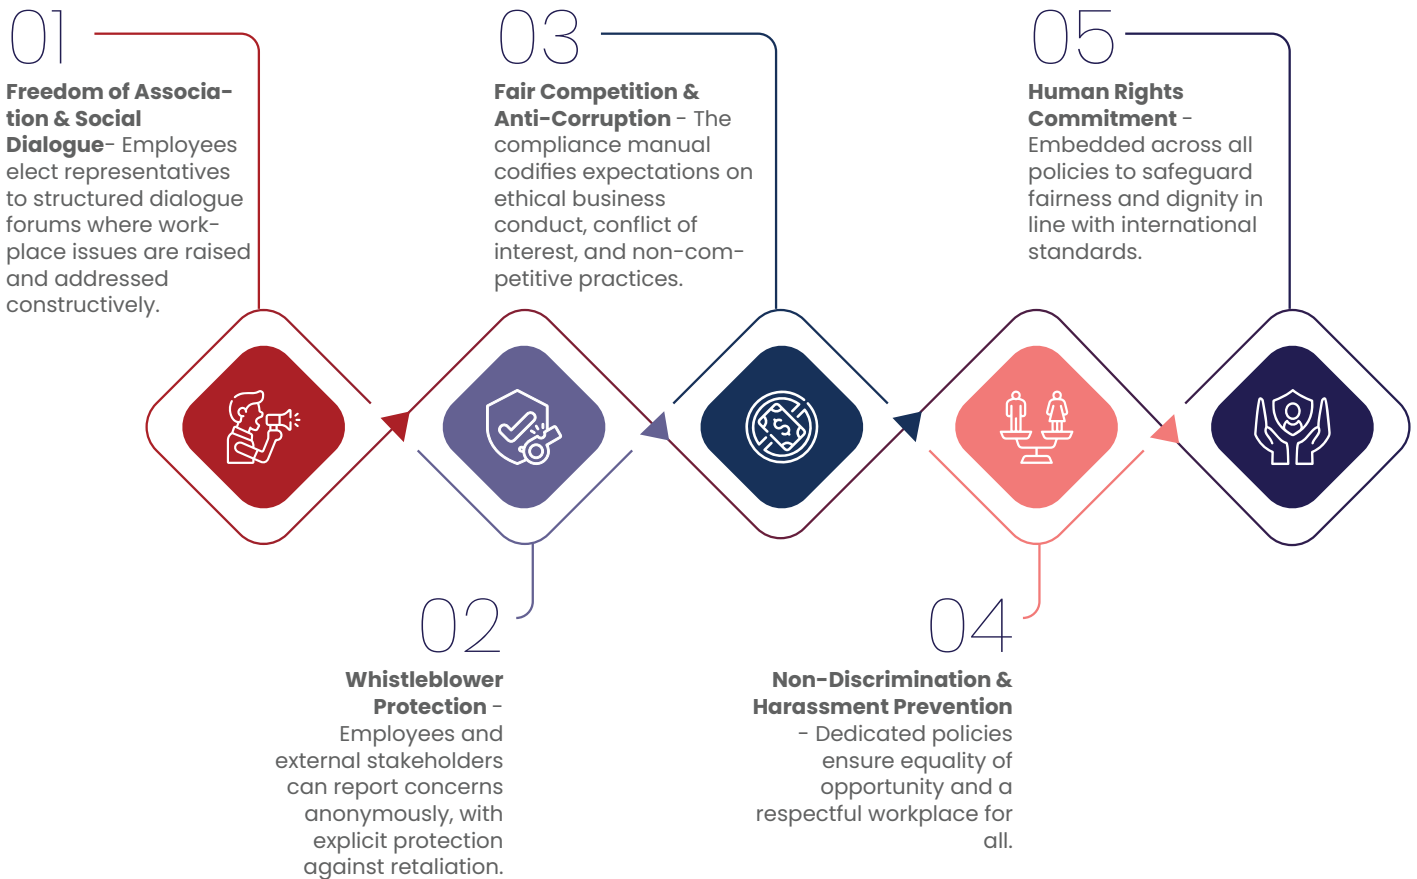 01
Freedom of Associa-
tion & Social
Dialogue- Employees
elect representatives
to structured dialogue
forums where work-
place issues are raised
and addressed
constructively.
02
Whistleblower
Protection -
Employees and
external stakeholders
can report concerns
anonymously, with
explicit protection
against retaliation.
03
Fair Competition &
Anti-Corruption - The
compliance manual
codifies expectations on
ethical business
conduct, conflict of
interest, and non-com-
petitive practices.
04
Non-Discrimination &
Harassment Prevention
- Dedicated policies
ensure equality of
opportunity and a
respectful workplace for
all.
05
Human Rights
Commitment -
Embedded across all
policies to safeguard
fairness and dignity in
line with international
standards.